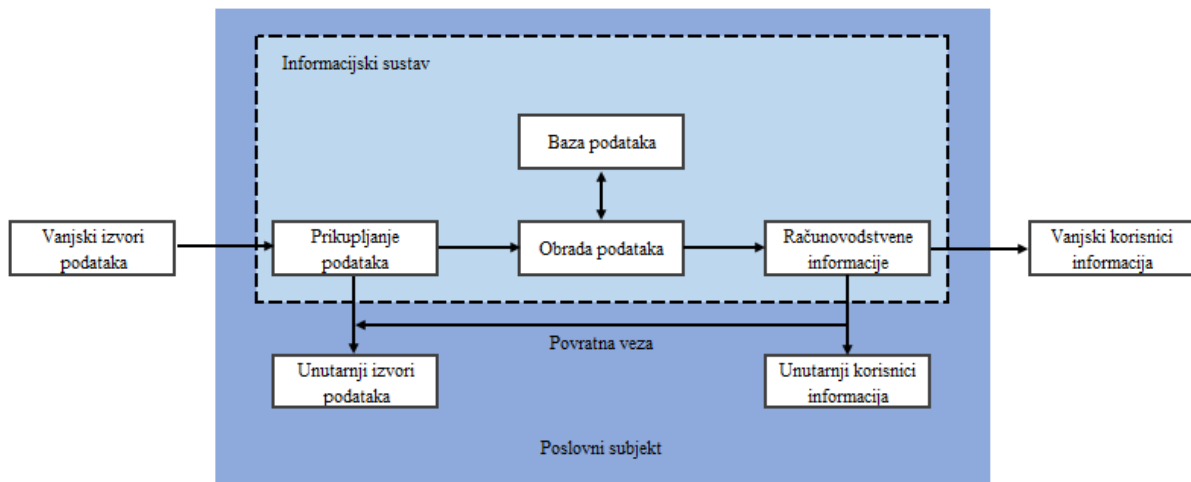 Informacijski sustav
Baza podataka
Vanjski izvori
podataka
Prikupljanje
podataka
Obrada podataka
Računovodstvene
informacije
Vanjski korisnici
informacija
Povratna veza
Unutarnji izvori
podataka
Unutarnji korisnici
informacija
Poslovni subjekt